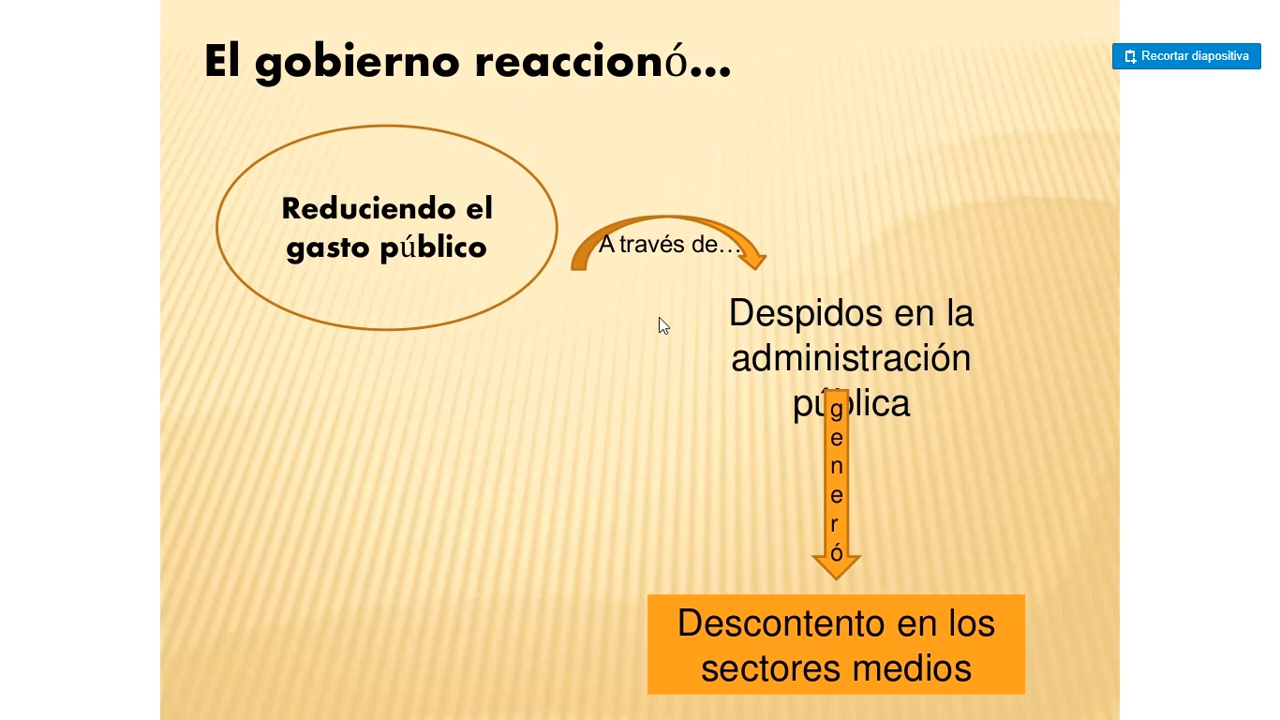 El gobierno reaccionó...
Recortar diapositiva
Reduciendo el
gasto público
A través de…
Despidos en la
administración
pública
generó
Descontento en los
sectores medios